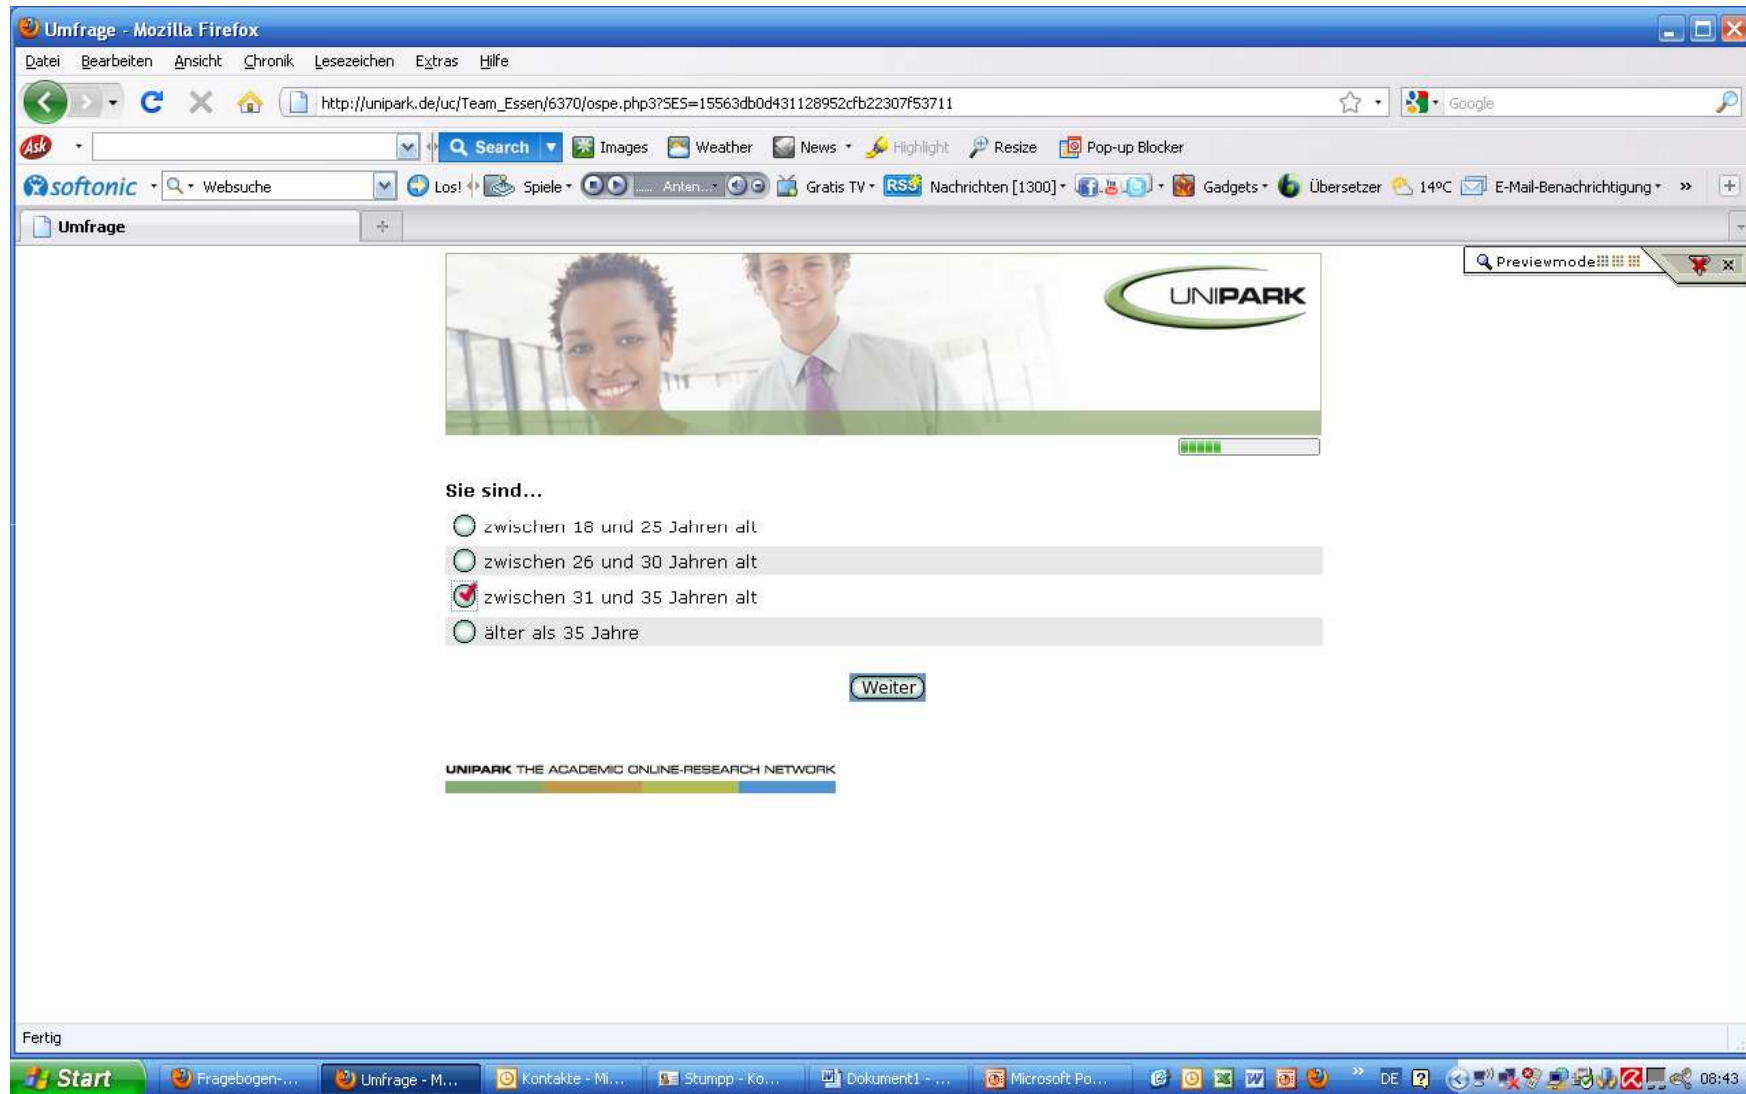 Umfrage - Mozilla Firefox
Datei Bearbeiten Ansicht Chronik Lesezeichen Extras Hilfe
http://unipark.de/uc/Team_Essen/6370/ospe.php3?SES=15563db0d431128952cfb22307f53711 Google
Ask Search Images Weather News Highlight Resize Pop-up Blocker
softonic Websuche Los! Spiele Anten... Gratis TV RSS Nachrichten [1300] Gadgets Übersetzer 14°C E-Mail-Benachrichtigung »
Umfrage
Previewmode
UNIPARK
Sie sind...
zwischen 18 und 25 Jahren alt
zwischen 26 und 30 Jahren alt
zwischen 31 und 35 Jahren alt
älter als 35 Jahre
Weiter
UNIPARK THE ACADEMIC ONLINE-RESEARCH NETWORK
Fertig
Start Fragebogen-... Umfrage - M... Kontakte - Mi... Stumpp - Ko... Dokument1 - ... Microsoft Po... » DE 08:43